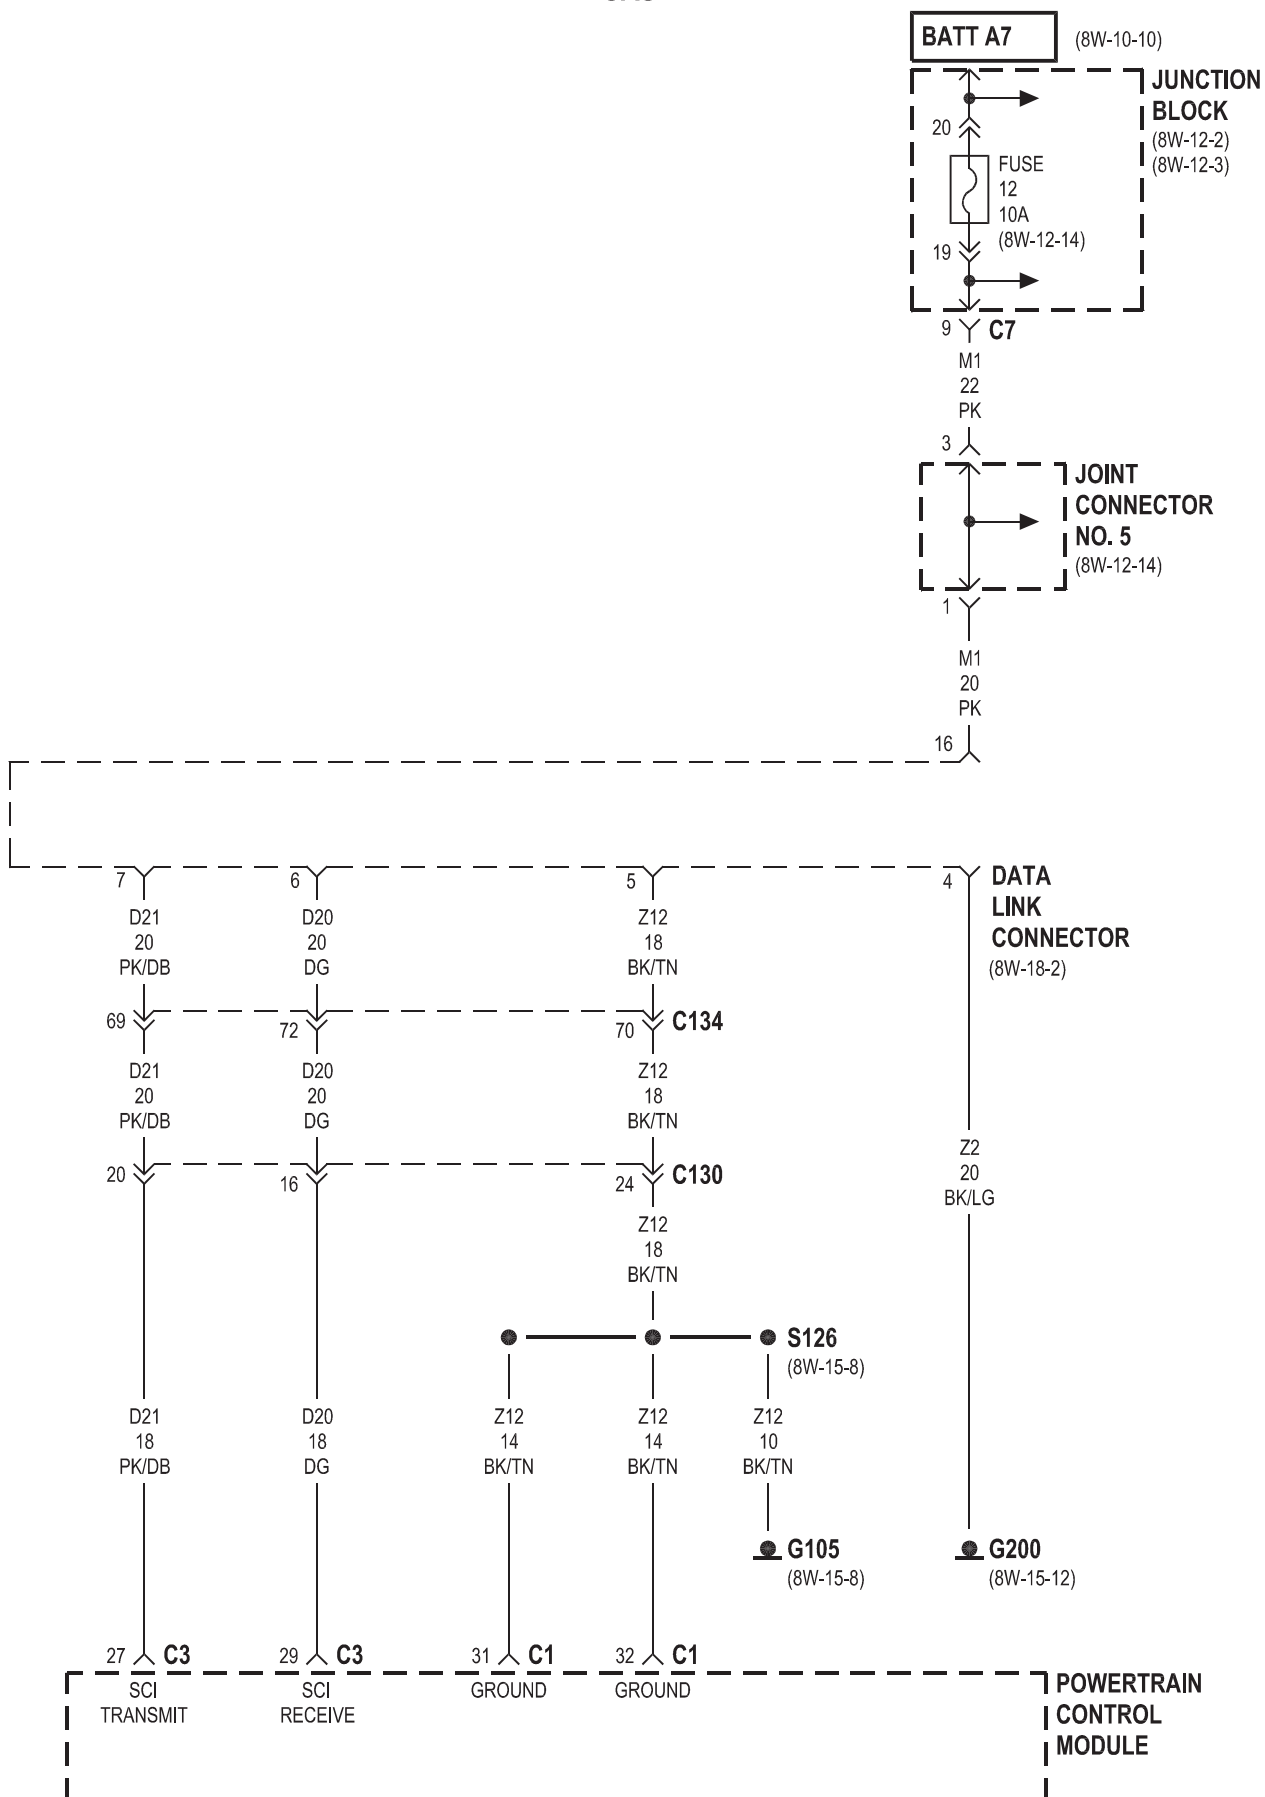 BATT A7 (8W-10-10)
JUNCTION
BLOCK
(8W-12-2)
(8W-12-3)
20
FUSE
12
10A
(8W-12-14)
19
9 C7
M1
22
PK
3
JOINT
CONNECTOR
NO. 5
(8W-12-14)
1
M1
20
PK
16
7 6 5 4
DATA
LINK
CONNECTOR
(8W-18-2)
D21 D20 Z12
20 20 18
PK/DB DG BK/TN
69 72 70 C134
D21 D20 Z12
20 20 18
PK/DB DG BK/TN
Z2
20
BK/LG
20 16 24 C130
Z12
18
BK/TN
S126
(8W-15-8)
D21 D20 Z12 Z12 Z12
18 18 14 14 10
PK/DB DG BK/TN BK/TN BK/TN
G105 G200
(8W-15-8) (8W-15-12)
27 C3 29 C3 31 C1 32 C1
SCI SCI GROUND GROUND
TRANSMIT RECEIVE
POWERTRAIN
CONTROL
MODULE